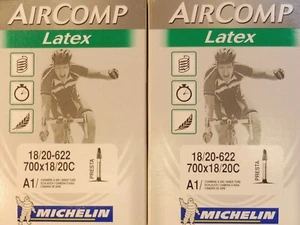 AIRCOMP
Latex
18/20-622
700x18/20C
A1/
PRESTA
MICHELIN
AIRCOMP
Latex
18/20-622
700x18/20C
A1/
PRESTA
MICHELIN